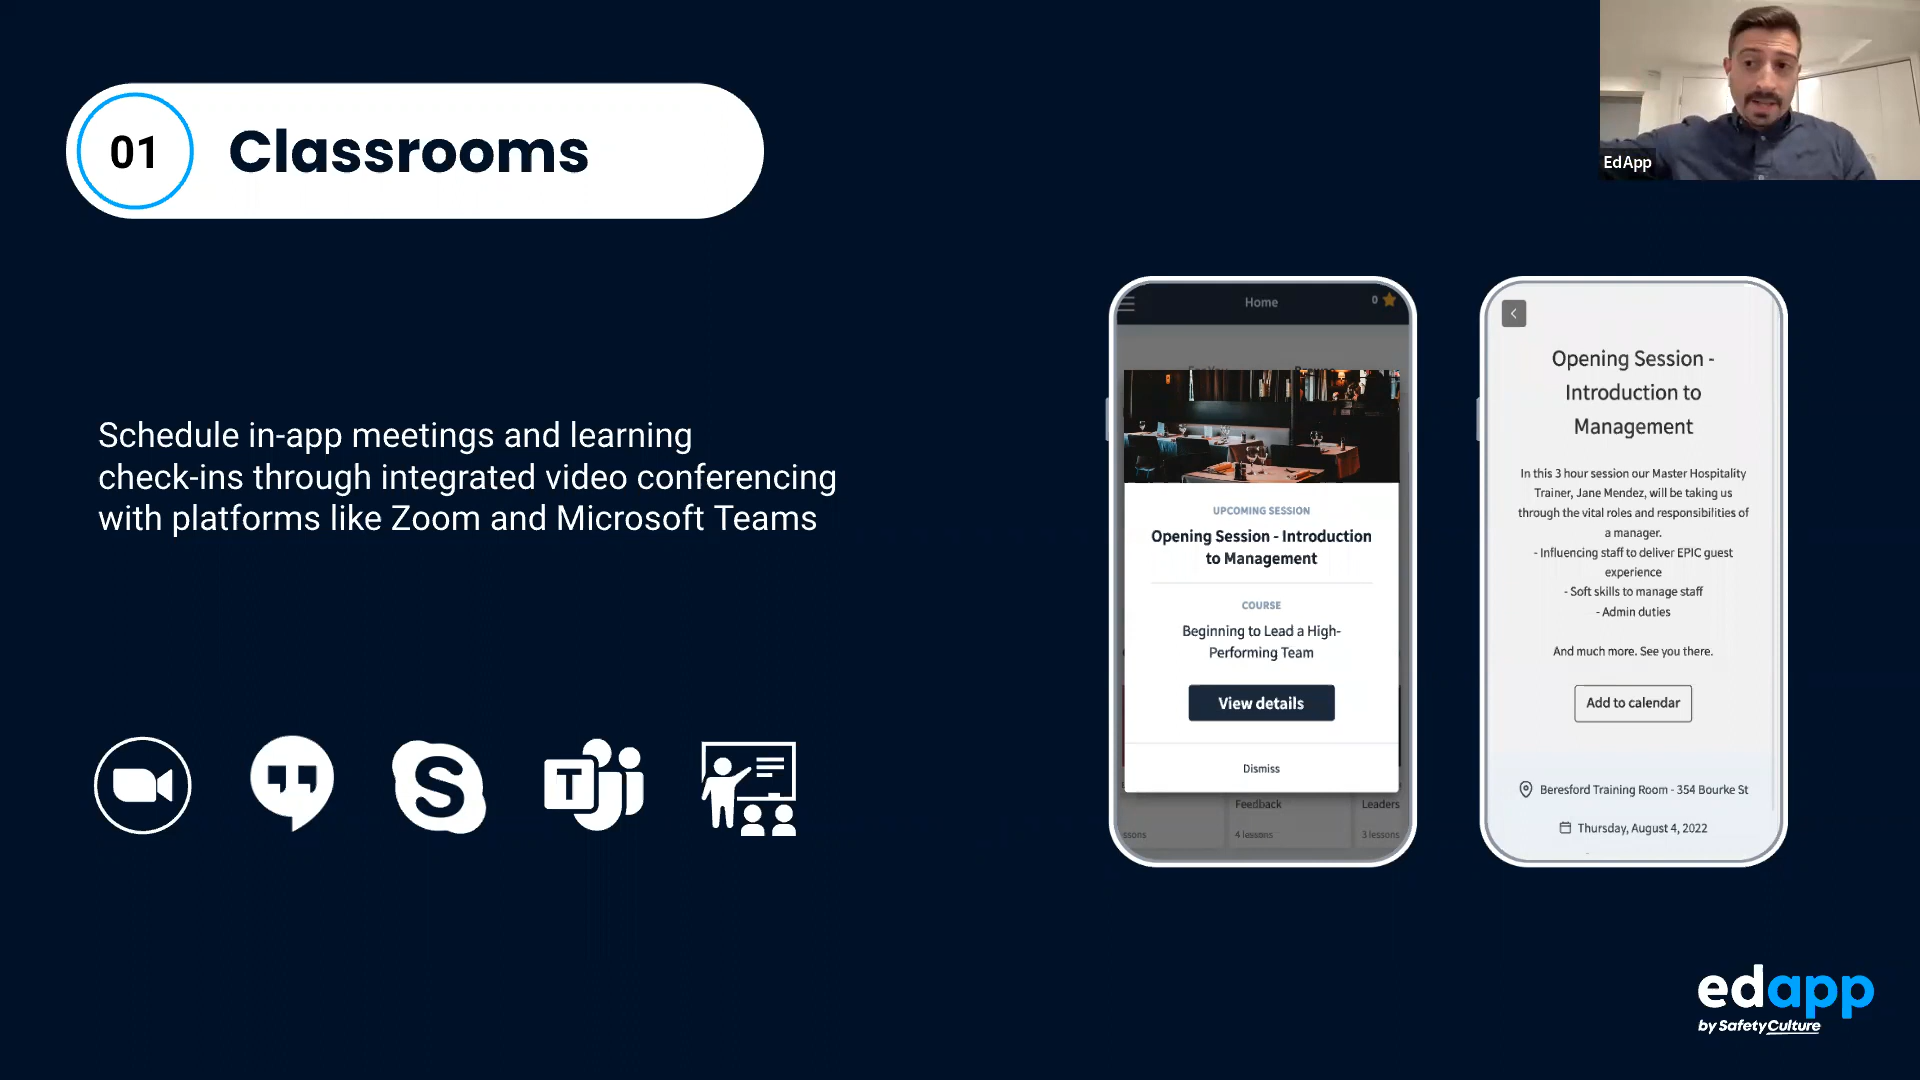 01 Classrooms
EdApp
Schedule in-app meetings and learning
check-ins through integrated video conferencing
with platforms like Zoom and Microsoft Teams
T
S
Home
0
UPCOMING SESSION
Opening Session - Introduction
to Management
COURSE
Beginning to Lead a High-
Performing Team
View details
Dismiss
Feedback
Leaders
ssons
4 lessons
3 lessons
Opening Session -
Introduction to
Management
In this 3 hour session our Master Hospitality
Trainer, Jane Mendez, will be taking us
through the vital roles and responsibilities of
a manager.
- Influencing staff to deliver EPIC guest
experience
- Soft skills to manage staff
- Admin duties
And much more. See you there.
Add to calendar
Beresford Training Room - 354 Bourke St
Thursday, August 4, 2022
edapp
by SafetyCulture